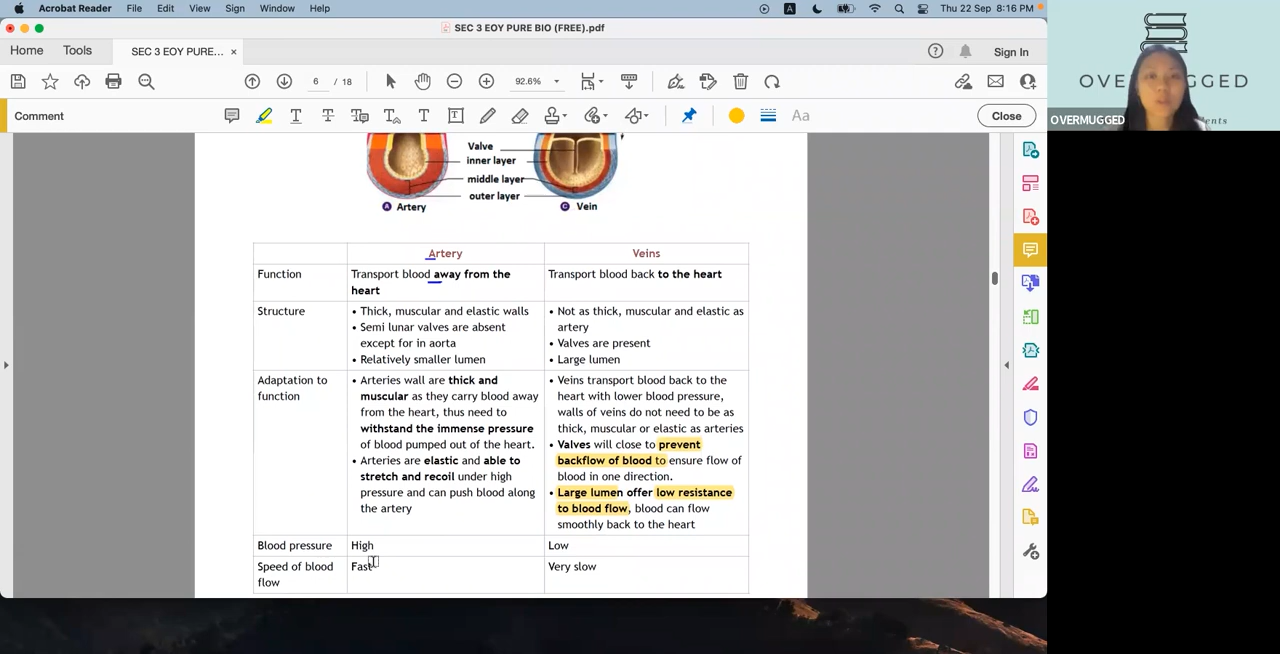 Acrobat Reader File Edit View Sign Window Help
A Thu 22 Sep 8:16 PM
SEC 3 EOY PURE BIO (FREE).pdf
Home Tools SEC 3 EOY PURE... × Sign In
6 / 18 92.6%
Comment Aa Close
OVERMUGGED
Valve
inner layer
middle layer
outer layer
A Artery
C Vein
Artery Veins
Function
Transport blood away from the
heart
Transport blood back to the heart
Structure
• Thick, muscular and elastic walls
• Semi lunar valves are absent
except for in aorta
• Relatively smaller lumen
• Not as thick, muscular and elastic as
artery
• Valves are present
• Large lumen
Adaptation to
function
• Arteries wall are thick and
muscular as they carry blood away
from the heart, thus need to
withstand the immense pressure
of blood pumped out of the heart.
• Arteries are elastic and able to
stretch and recoil under high
pressure and can push blood along
the artery
• Veins transport blood back to the
heart with lower blood pressure,
walls of veins do not need to be as
thick, muscular or elastic as arteries
• Valves will close to prevent
backflow of blood to ensure flow of
blood in one direction.
• Large lumen offer low resistance
to blood flow, blood can flow
smoothly back to the heart
Blood pressure High Low
Speed of blood
flow
Fast Very slow